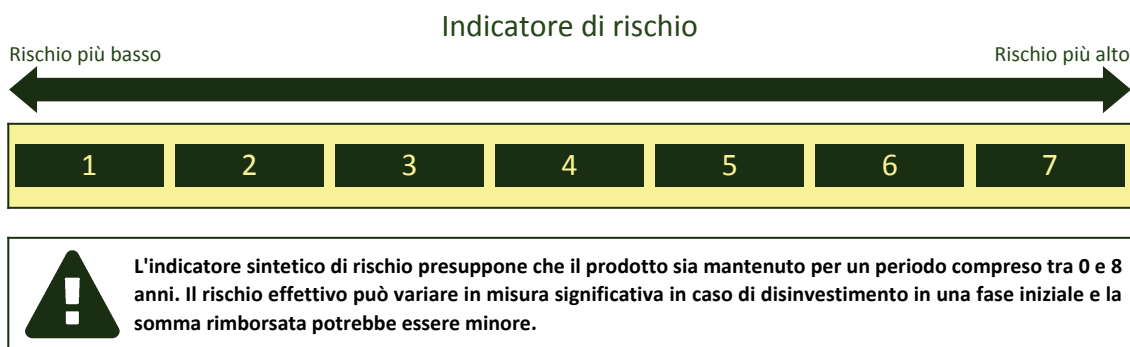 Indicatore di rischio
Rischio più basso
Rischio più alto
1 2 3 4 5 6 7
L'indicatore sintetico di rischio presuppone che il prodotto sia mantenuto per un periodo compreso tra 0 e 8
anni. Il rischio effettivo può variare in misura significativa in caso di disinvestimento in una fase iniziale e la
somma rimborsata potrebbe essere minore.